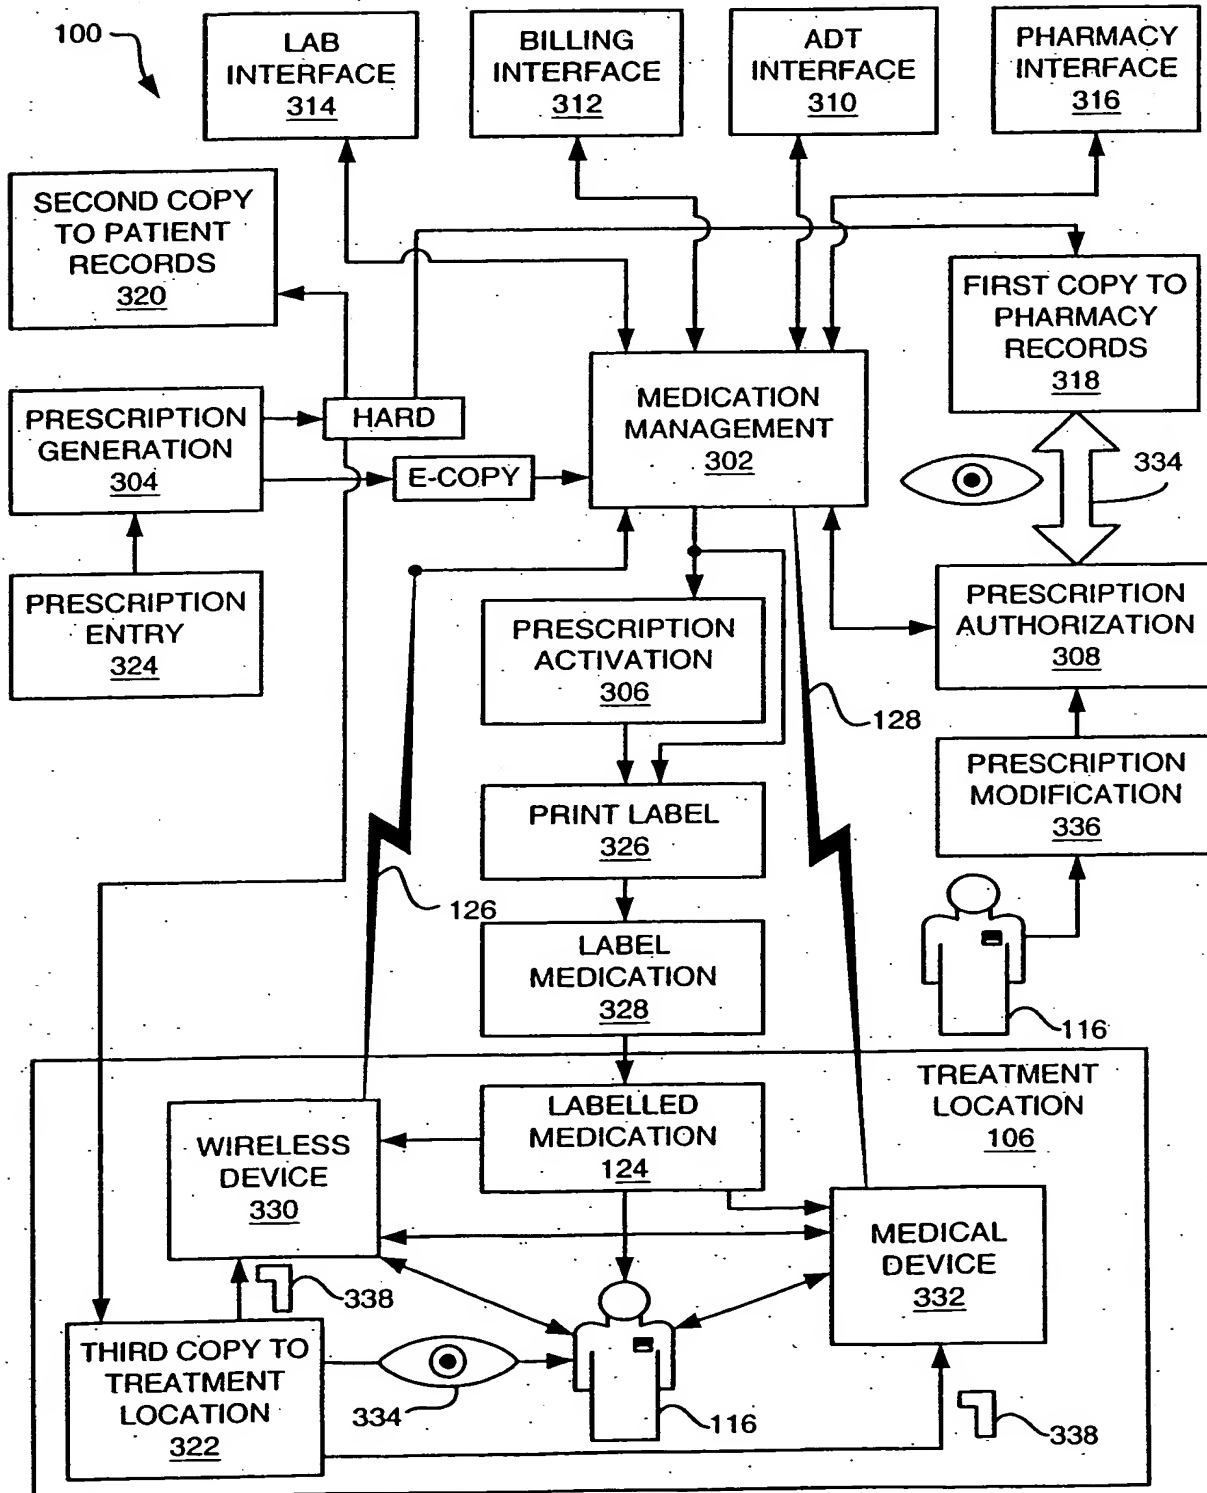 100
LAB
INTERFACE
314
BILLING
INTERFACE
312
ADT
INTERFACE
310
PHARMACY
INTERFACE
316
SECOND COPY
TO PATIENT
RECORDS
320
FIRST COPY TO
PHARMACY
RECORDS
318
PRESCRIPTION
GENERATION
304
HARD
E-COPY
MEDICATION
MANAGEMENT
302
334
PRESCRIPTION
ENTRY
324
PRESCRIPTION
ACTIVATION
306
PRESCRIPTION
AUTHORIZATION
308
128
PRINT LABEL
326
PRESCRIPTION
MODIFICATION
336
126
LABEL
MEDICATION
328
116
TREATMENT
LOCATION
106
WIRELESS
DEVICE
330
LABELLED
MEDICATION
124
MEDICAL
DEVICE
332
338
THIRD COPY TO
TREATMENT
LOCATION
322
334
116
338